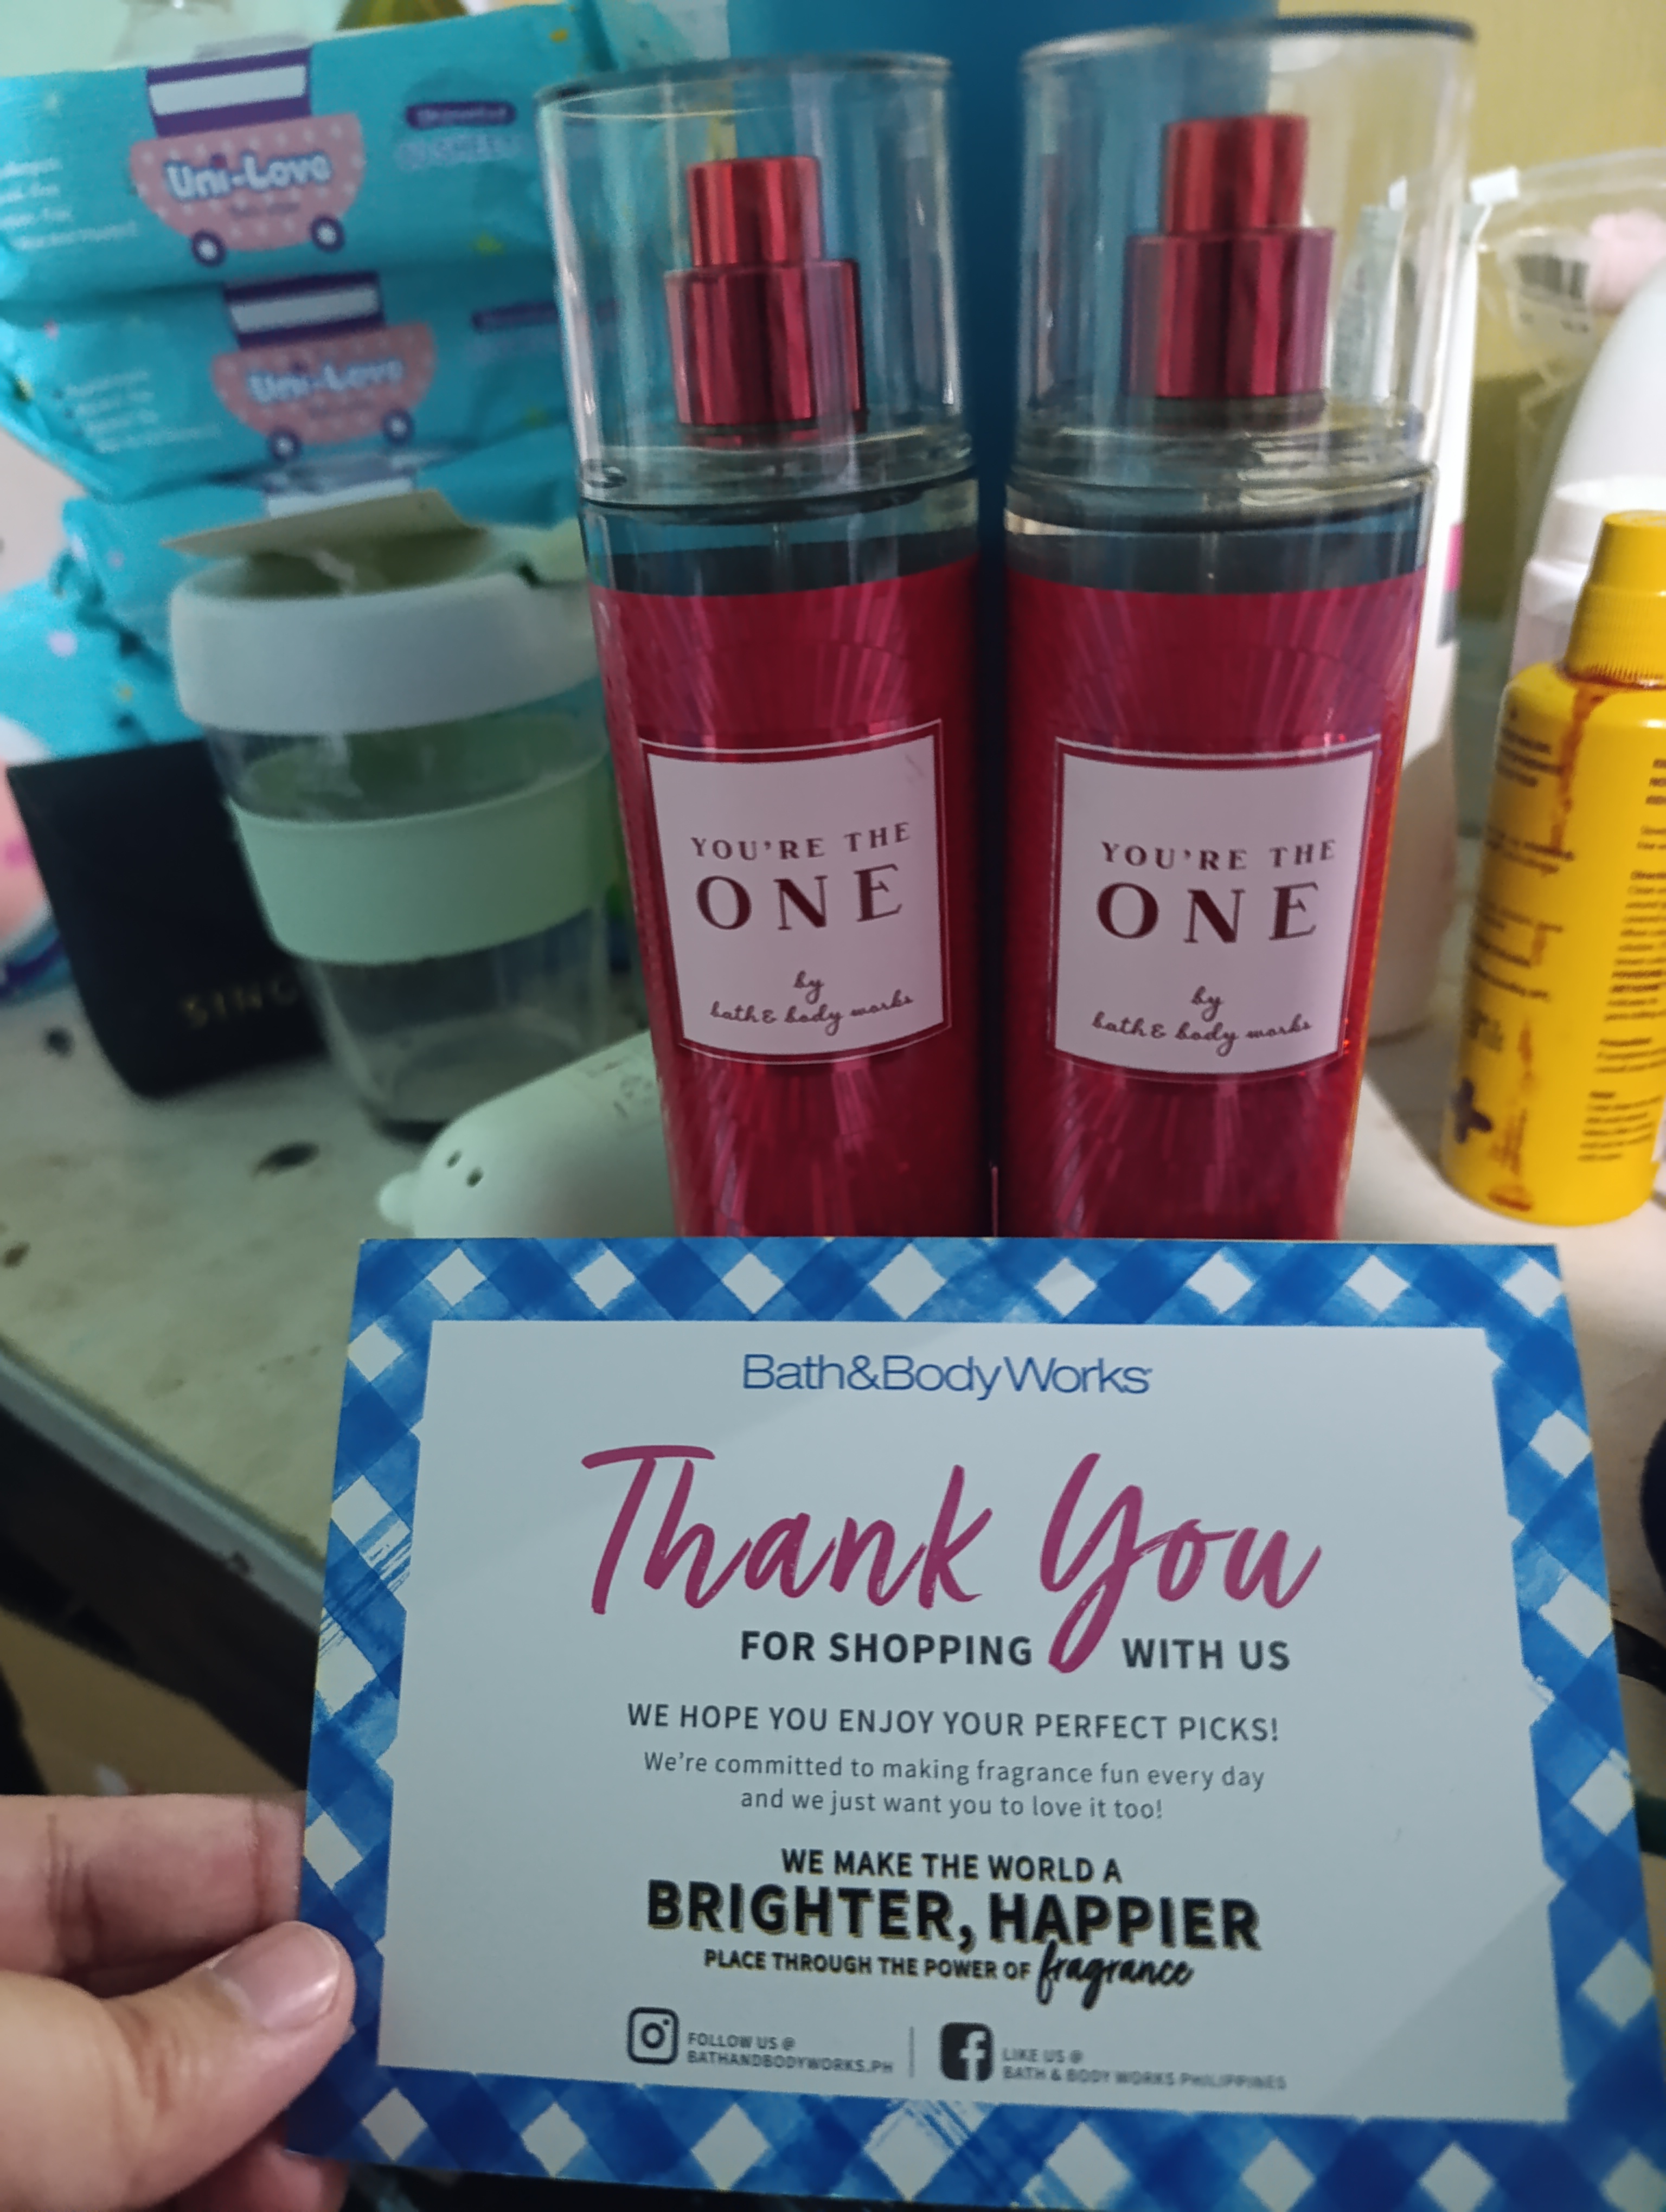 Uni-Love
Uni-Love
SING
YOU'RE THE
ONE
by
bath & body works
YOU'RE THE
ONE
by
bath & body works
Bath&BodyWorks
Thank You
FOR SHOPPING WITH US
WE HOPE YOU ENJOY YOUR PERFECT PICKS!
We're committed to making fragrance fun every day
and we just want you to love it too!
WE MAKE THE WORLD A
BRIGHTER, HAPPIER
PLACE THROUGH THE POWER OF fragrance
FOLLOW US @
BATHANDBODYWORKS.PH
LIKE US @
BATH & BODY WORKS PHILIPPINES